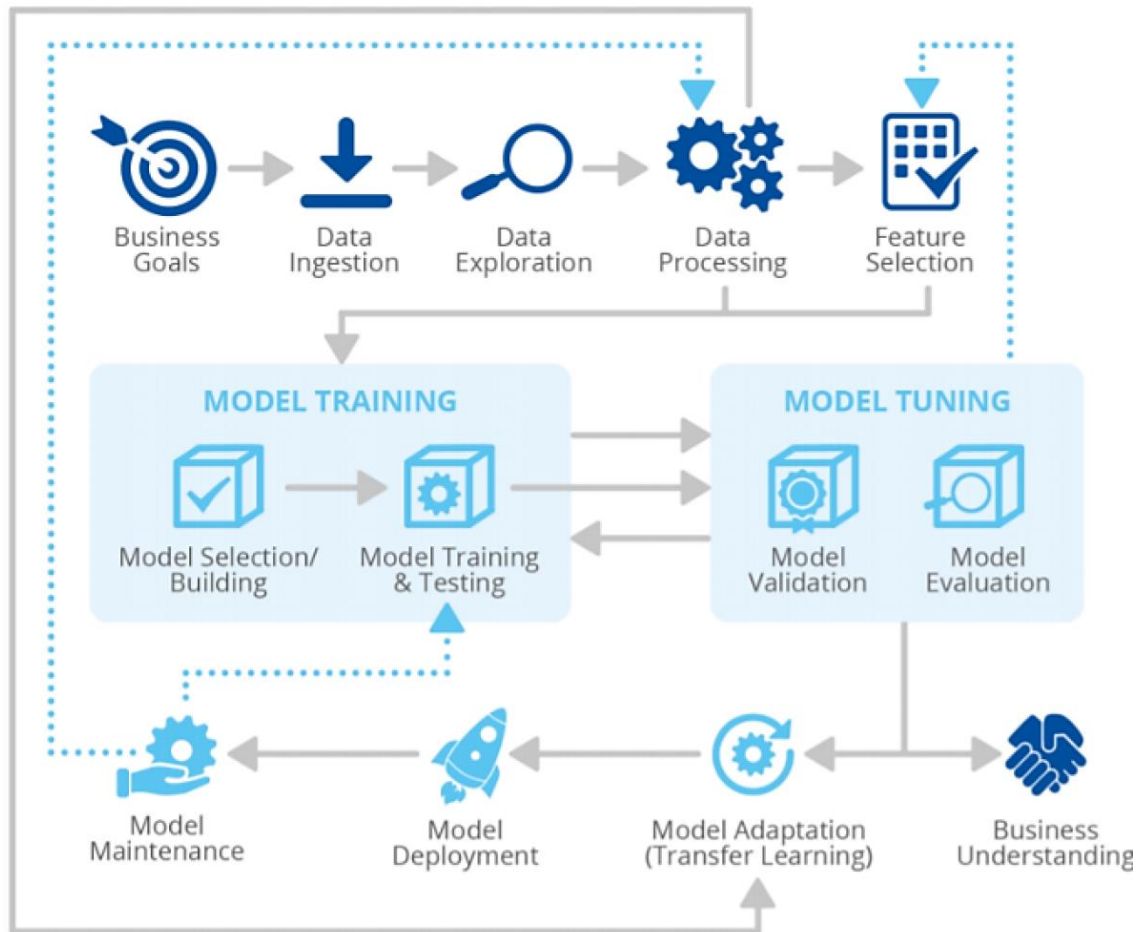 Business
Goals
Data
Ingestion
Data
Exploration
Data
Processing
Feature
Selection
MODEL TRAINING
Model Selection/
Building
Model Training
& Testing
MODEL TUNING
Model
Validation
Model
Evaluation
Model
Maintenance
Model
Deployment
Model Adaptation
(Transfer Learning)
Business
Understanding